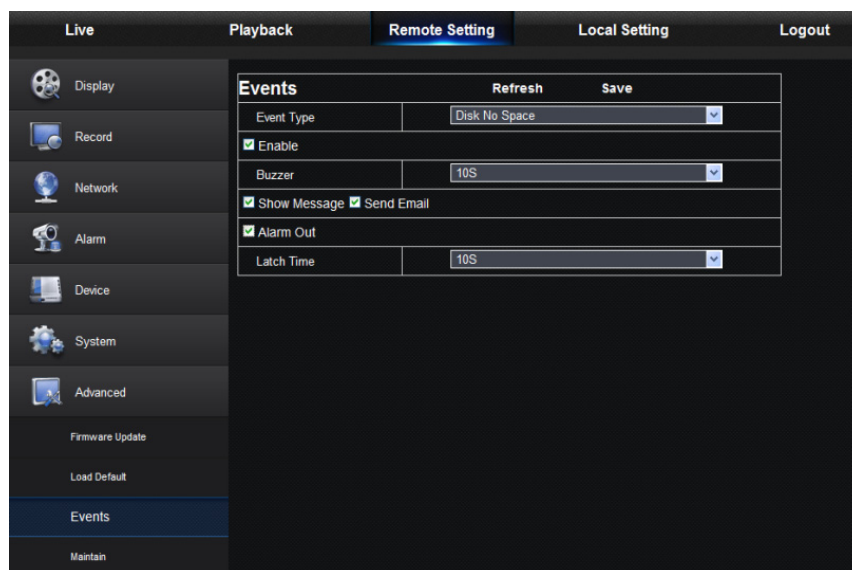 Live Playback Remote Setting Local Setting Logout
Display
Record
Network
Alarm
Device
System
Advanced
Firmware Update
Load Default
Events
Maintain
Events Refresh Save
Event Type Disk No Space
Enable
Buzzer 10S
Show Message Send Email
Alarm Out
Latch Time 10S